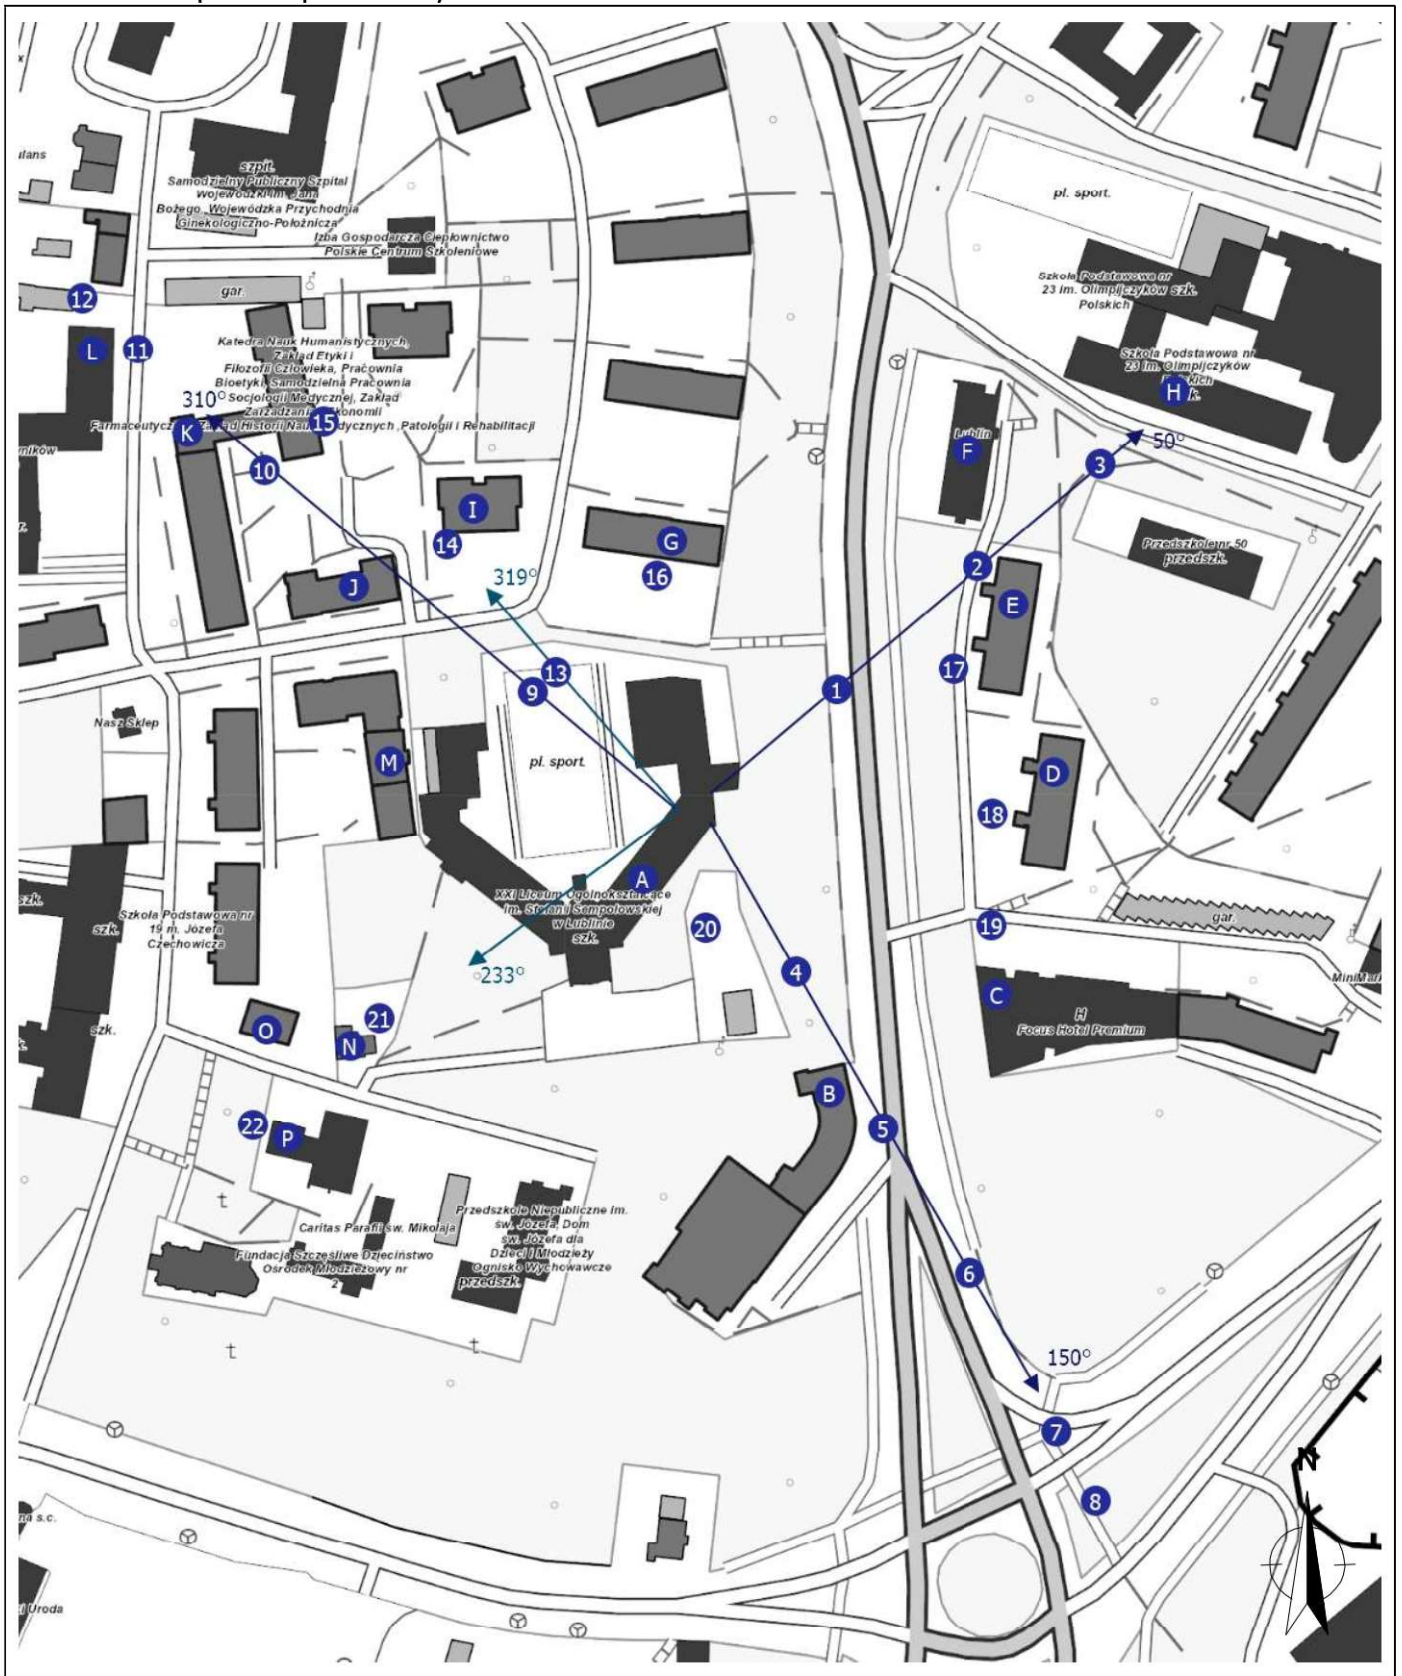 szpit.
Samodzielny Publiczny Szpital
Wojewódzki im. Jana
Bożego, Wojewódzka Przychodnia
Ginekologiczno-Położnicza
Izba Gospodarcza Ciepłownictwo
Polskie Centrum Szkoleniowe
pl. sport.
Szkoła Podstawowa nr
23 im. Olimpijczyków szk.
Polskich
12
gar.
L
11
Katedra Nauk Humanistycznych,
Zakład Etyki i
Filozofii Człowieka, Pracownia
Bioetyki, Samodzielna Pracownia
Socjologii Medycznej, Zakład
Szkoła Podstawowa nr
23 im. Olimpijczyków
H
310°
K
15
10
Lublin
F
50°
3
I
14
G
16
Przedszkole nr 50
przedszk.
2
E
J
319°
13
9
1
17
Nasz Sklep
M
pl. sport.
D
18
A
XXI Liceum Ogólnokształcące
im. Stefanii Sempołowskiej
w Lublinie
szk.
szk.
szk.
Szkoła Podstawowa nr
19 im. Józefa
Czechowicza
20
19
gar.
233°
4
C
H
Focus Hotel Premium
szk.
O
21
N
B
5
22
P
Caritas Parafii św. Mikołaja
Fundacja Szczęśliwe Dzieciństwo
Ośrodek Młodzieżowy nr
2
Przedszkole Niepubliczne im.
św. Józefa, Dom
św. Józefa dla
Dzieci i Młodzieży
Ognisko Wychowawcze
przedszk.
6
150°
7
8
N
na s.c.
i Uroda